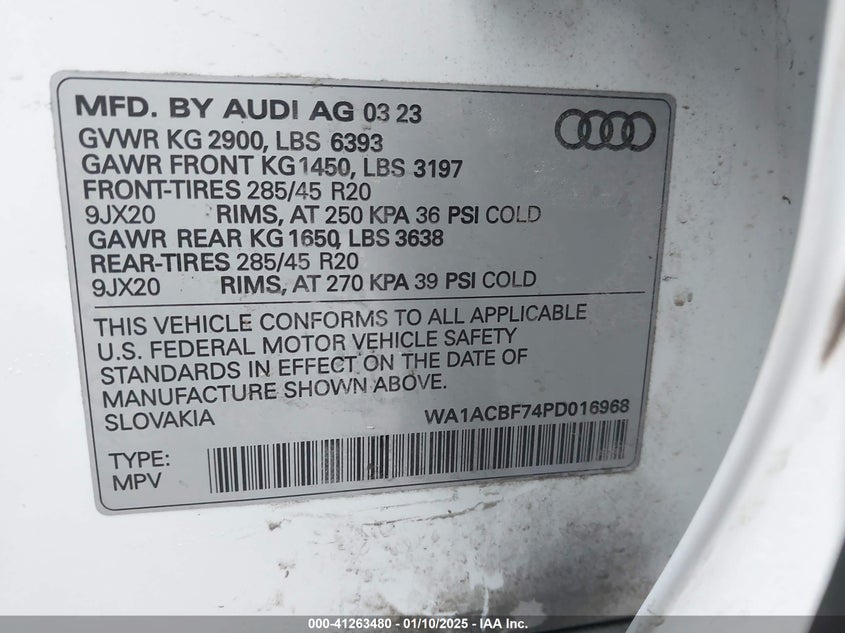 MFD. BY AUDI AG 03 23
GVWR KG 2900, LBS 6393
GAWR FRONT KG 1450, LBS 3197
FRONT-TIRES 285/45 R20
9JX20 RIMS, AT 250 KPA 36 PSI COLD
GAWR REAR KG 1650, LBS 3638
REAR-TIRES 285/45 R20
9JX20 RIMS, AT 270 KPA 39 PSI COLD
THIS VEHICLE CONFORMS TO ALL APPLICABLE
U.S. FEDERAL MOTOR VEHICLE SAFETY
STANDARDS IN EFFECT ON THE DATE OF
MANUFACTURE SHOWN ABOVE.
SLOVAKIA WA1ACBF74PD016968
TYPE:
MPV
000-41263480 - 01/10/2025 - IAA Inc.